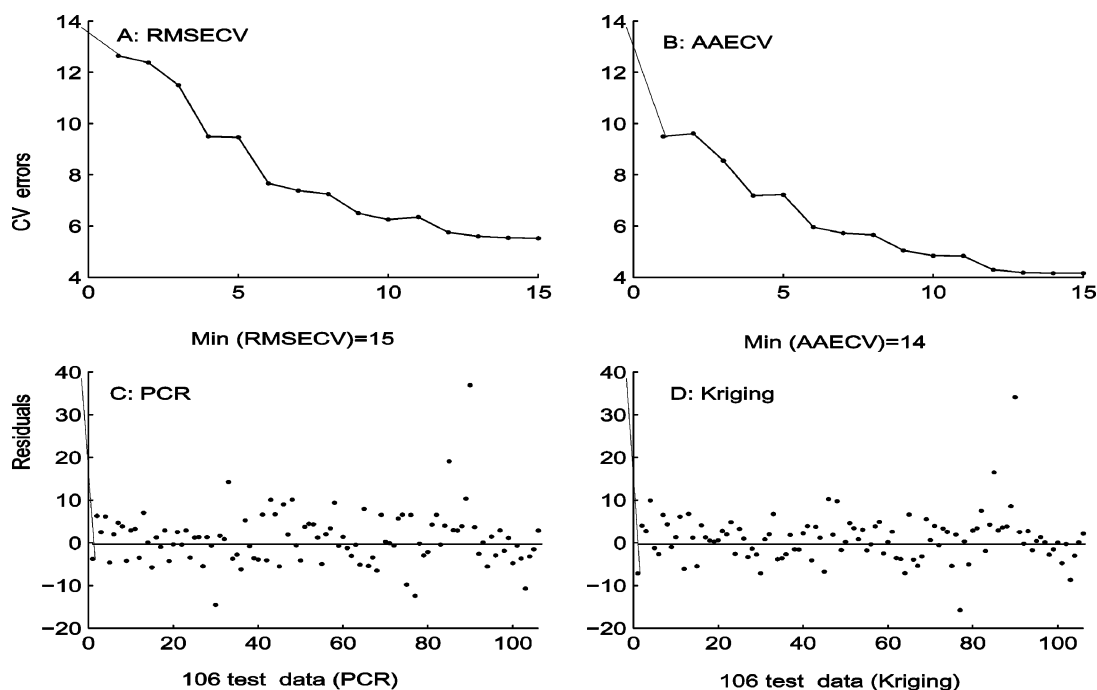 14
12
10
8
6
4
CV errors
A: RMSECV
0 5 10 15
Min (RMSECV)=15
14
12
10
8
6
4
B: AAECV
0 5 10 15
Min (AAECV)=14
40
30
20
10
0
−10
−20
Residuals
C: PCR
0 20 40 60 80 100
106 test data (PCR)
40
30
20
10
0
−10
−20
D: Kriging
0 20 40 60 80 100
106 test data (Kriging)